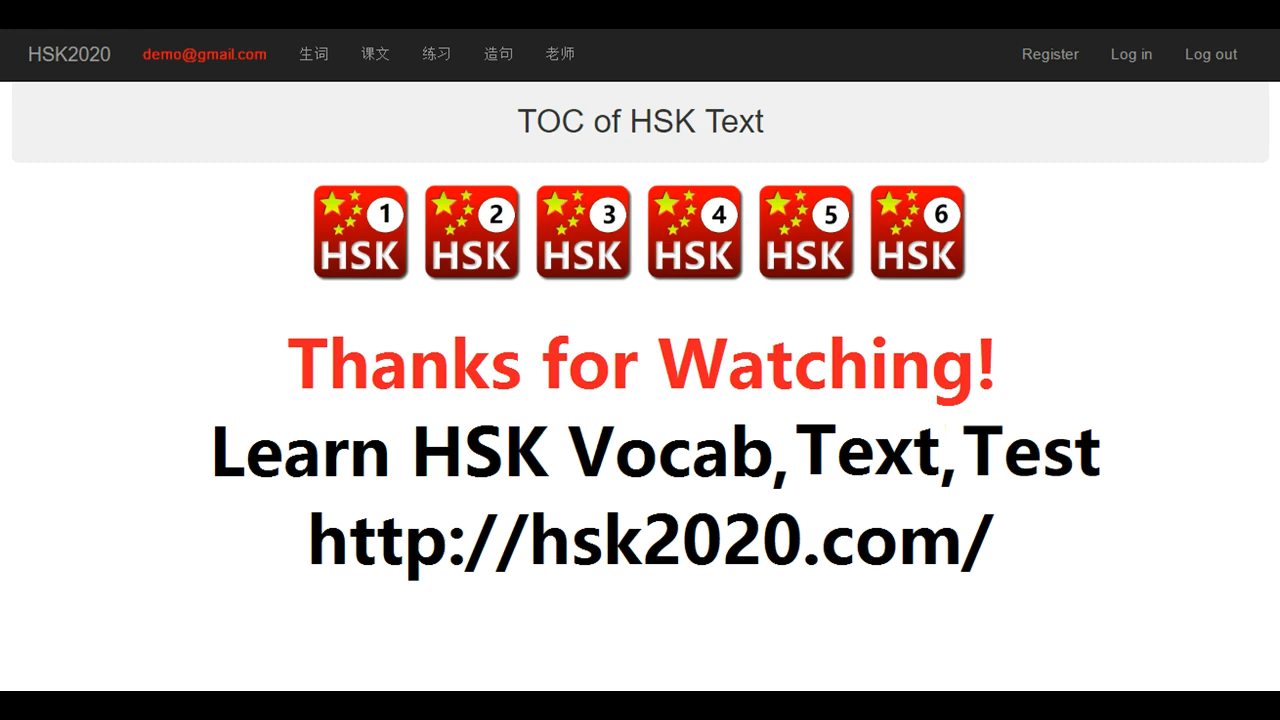 HSK2020 demo@gmail.com 生词 课文 练习 造句 老师 Register Log in Log out
TOC of HSK Text
1 2 3 4 5 6
HSK HSK HSK HSK HSK HSK
Thanks for Watching!
Learn HSK Vocab,Text,Test
http://hsk2020.com/